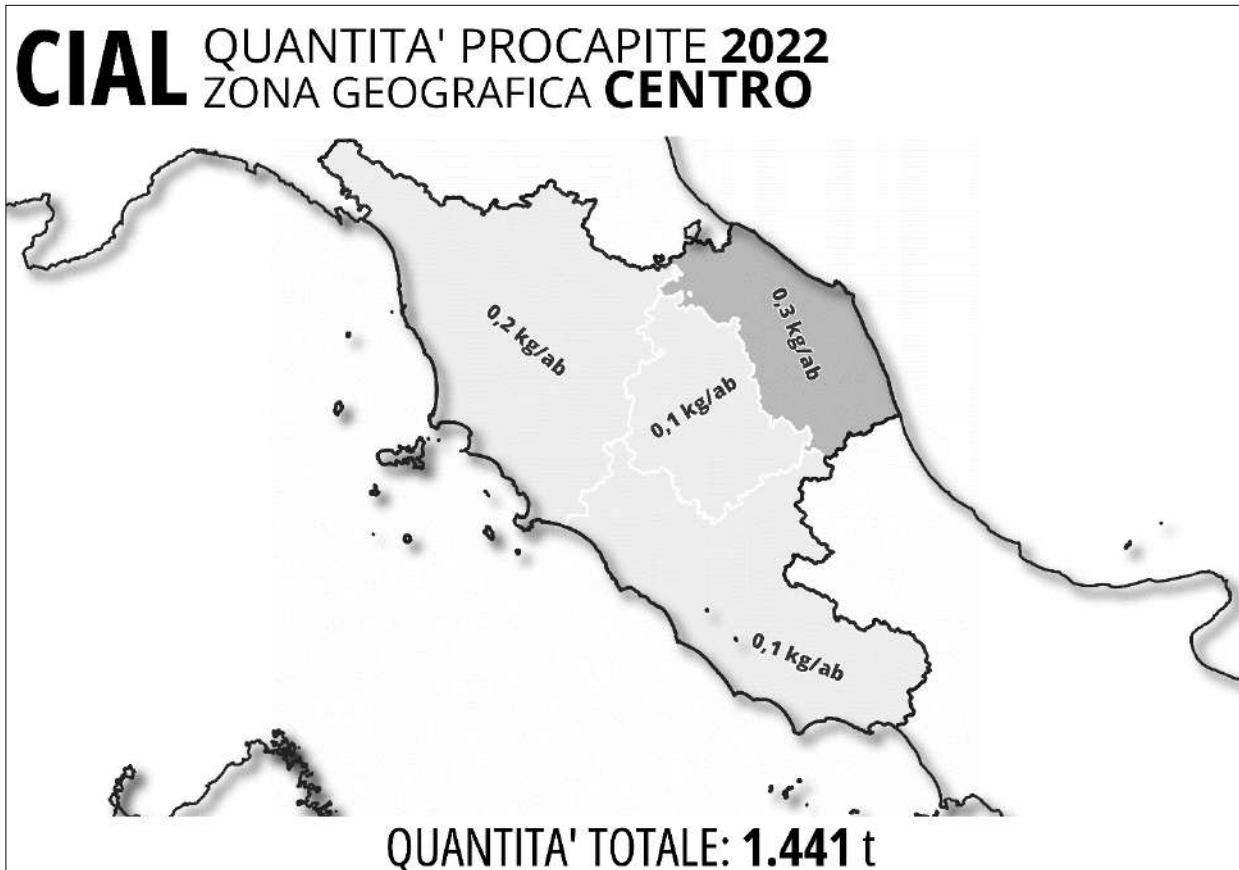 CIAL QUANTITA' PROCAPITE 2022
ZONA GEOGRAFICA CENTRO
0,2 kg/ab
0,3 kg/ab
0,1 kg/ab
0,1 kg/ab
QUANTITA' TOTALE: 1.441 t